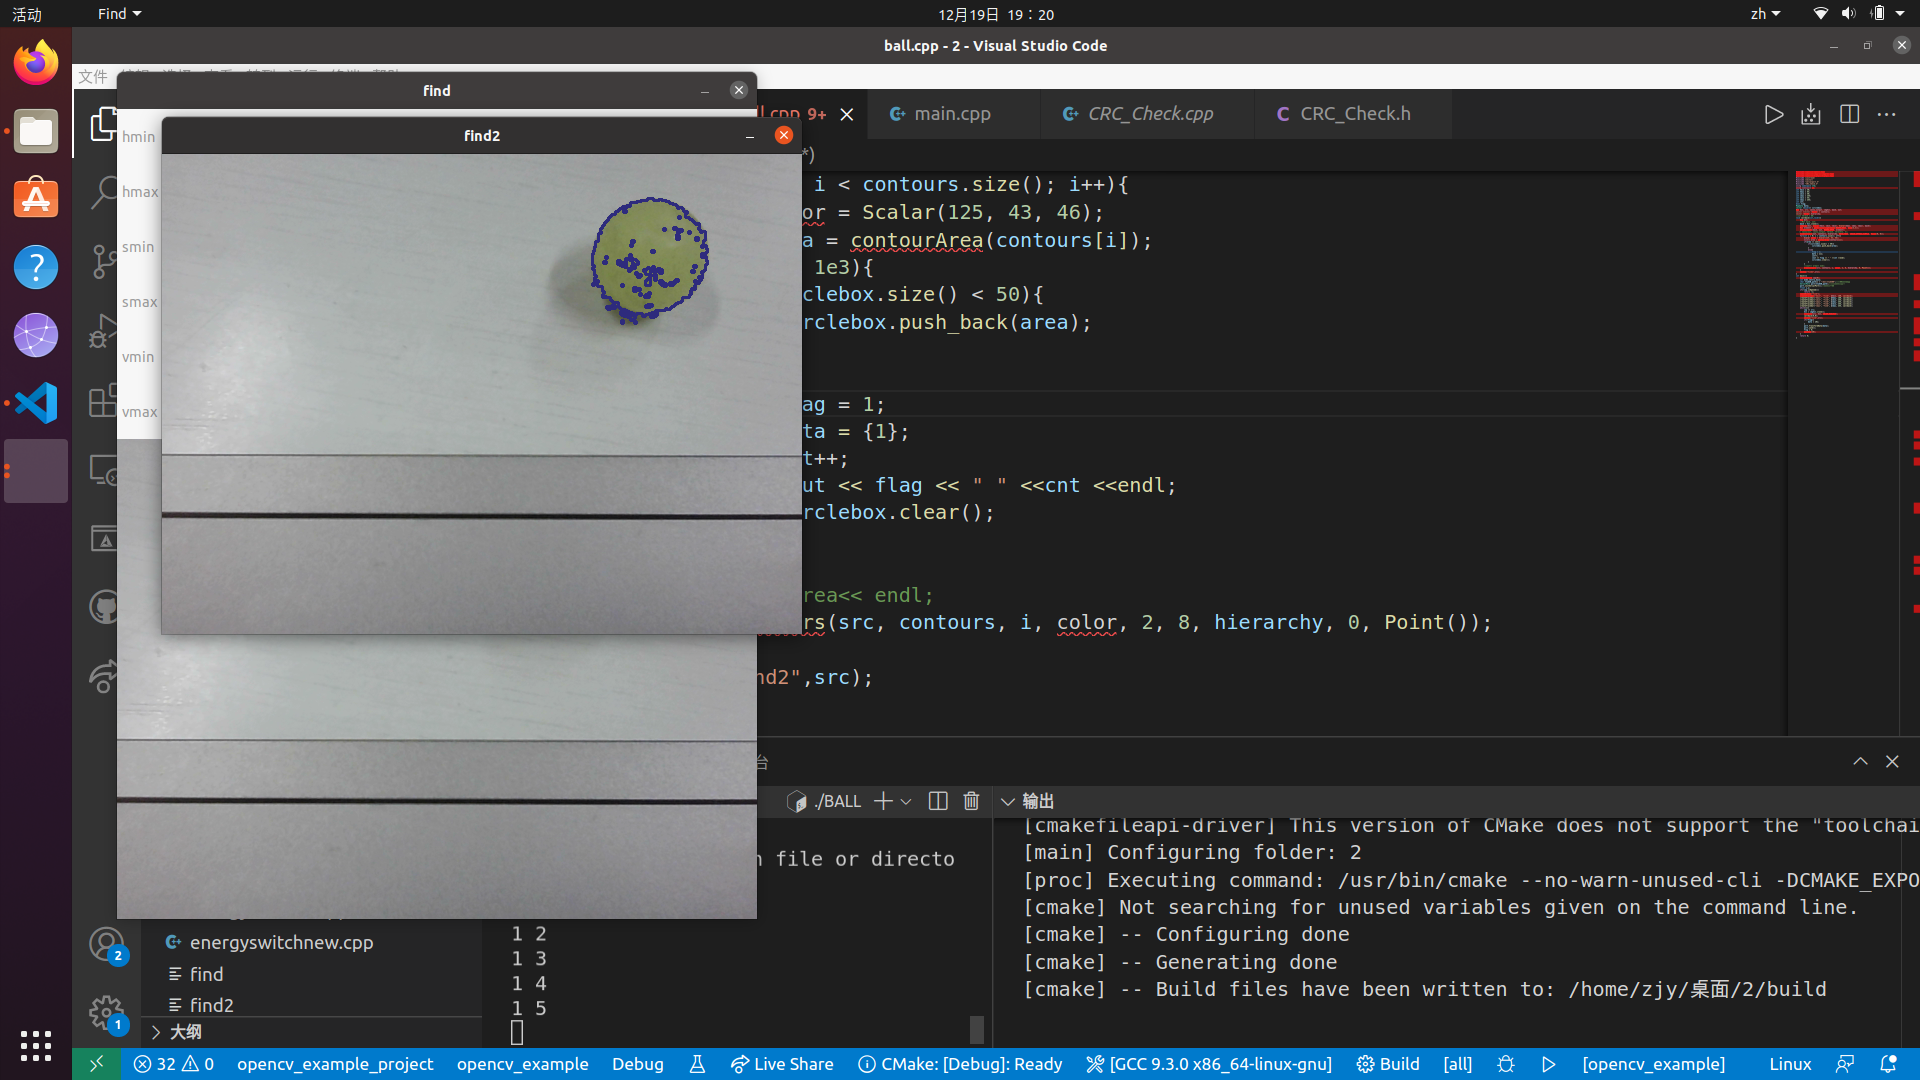 活动
Find
12月19日 19：20
zh
ball.cpp - 2 - Visual Studio Code
文件
find
find2
hmin
hmax
smin
smax
vmin
vmax
ll.cpp 9+
main.cpp
CRC_Check.cpp
CRC_Check.h
*)
i < contours.size(); i++){
or = Scalar(125, 43, 46);
a = contourArea(contours[i]);
1e3){
clebox.size() < 50){
rclebox.push_back(area);
ag = 1;
ta = {1};
t++;
ut << flag << " " <<cnt <<endl;
rclebox.clear();
rea<< endl;
rs(src, contours, i, color, 2, 8, hierarchy, 0, Point());
nd2",src);
台
./BALL
输出
file or directo
[cmakefileapi-driver] This version of CMake does not support the "toolchai
[main] Configuring folder: 2
[proc] Executing command: /usr/bin/cmake --no-warn-unused-cli -DCMAKE_EXPO
[cmake] Not searching for unused variables given on the command line.
[cmake] -- Configuring done
[cmake] -- Generating done
[cmake] -- Build files have been written to: /home/zjy/桌面/2/build
1 2
1 3
1 4
1 5
energyswitchnew.cpp
find
find2
大纲
2
1
32 0
opencv_example_project
opencv_example
Debug
Live Share
CMake: [Debug]: Ready
[GCC 9.3.0 x86_64-linux-gnu]
Build
[all]
[opencv_example]
Linux